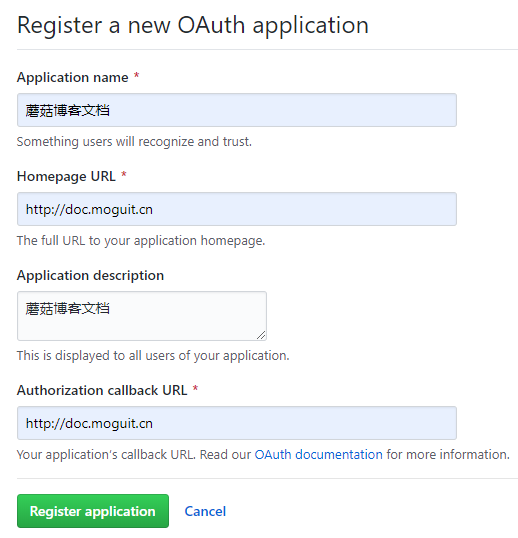 Register a new OAuth application
Application name *
蘑菇博客文档
Something users will recognize and trust.
Homepage URL *
http://doc.moguit.cn
The full URL to your application homepage.
Application description
蘑菇博客文档
This is displayed to all users of your application.
Authorization callback URL *
http://doc.moguit.cn
Your application's callback URL. Read our OAuth documentation for more information.
Register application Cancel